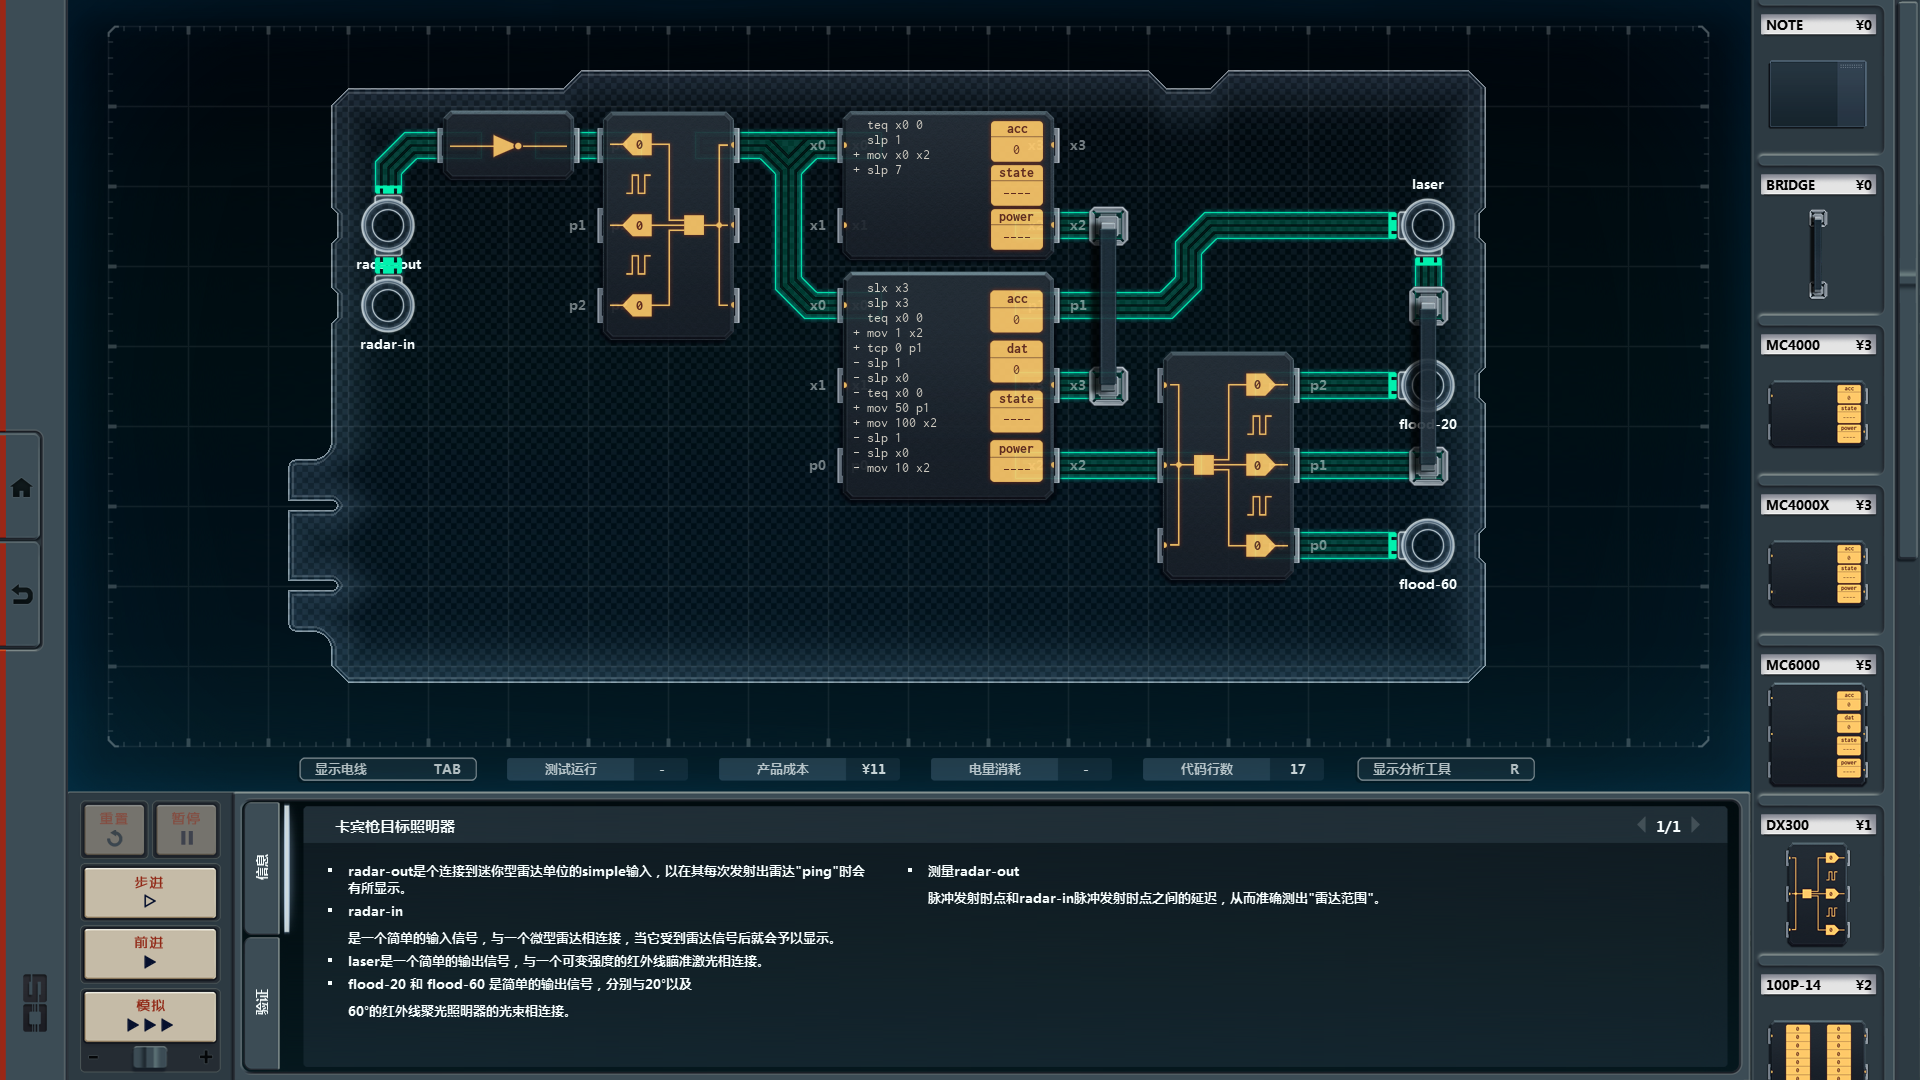 NOTE ¥0
BRIDGE ¥0
MC4000 ¥3
MC4000X ¥3
MC6000 ¥5
DX300 ¥1
100P-14 ¥2
radar-out
radar-in
0
p1
0
p2
0
x0
x1
teq x0 0
slp 1
+ mov x0 x2
+ slp 7
acc
0
state
----
power
----
x3
x2
x0
x1
p0
slx x3
slp x3
teq x0 0
+ mov 1 x2
+ tcp 0 p1
- slp 1
- slp x0
- teq x0 0
+ mov 50 p1
+ mov 100 x2
- slp 1
- slp x0
- mov 10 x2
acc
0
dat
0
state
----
power
----
p1
x3
x2
0
p2
0
p1
0
p0
laser
flood-20
flood-60
显示电线 TAB
测试运行 -
产品成本 ¥11
电量消耗 -
代码行数 17
显示分析工具 R
重置
暂停
步进
前进
模拟
- +
信息
验证
卡宾枪目标照明器
1/1
▪ radar-out是个连接到迷你型雷达单位的simple输入，以在其每次发射出雷达"ping"时会
有所显示。
▪ radar-in
是一个简单的输入信号，与一个微型雷达相连接，当它受到雷达信号后就会予以显示。
▪ laser是一个简单的输出信号，与一个可变强度的红外线瞄准激光相连接。
▪ flood-20 和 flood-60 是简单的输出信号，分别与20°以及
60°的红外线聚光照明器的光束相连接。
▪ 测量radar-out
脉冲发射时点和radar-in脉冲发射时点之间的延迟，从而准确测出"雷达范围"。